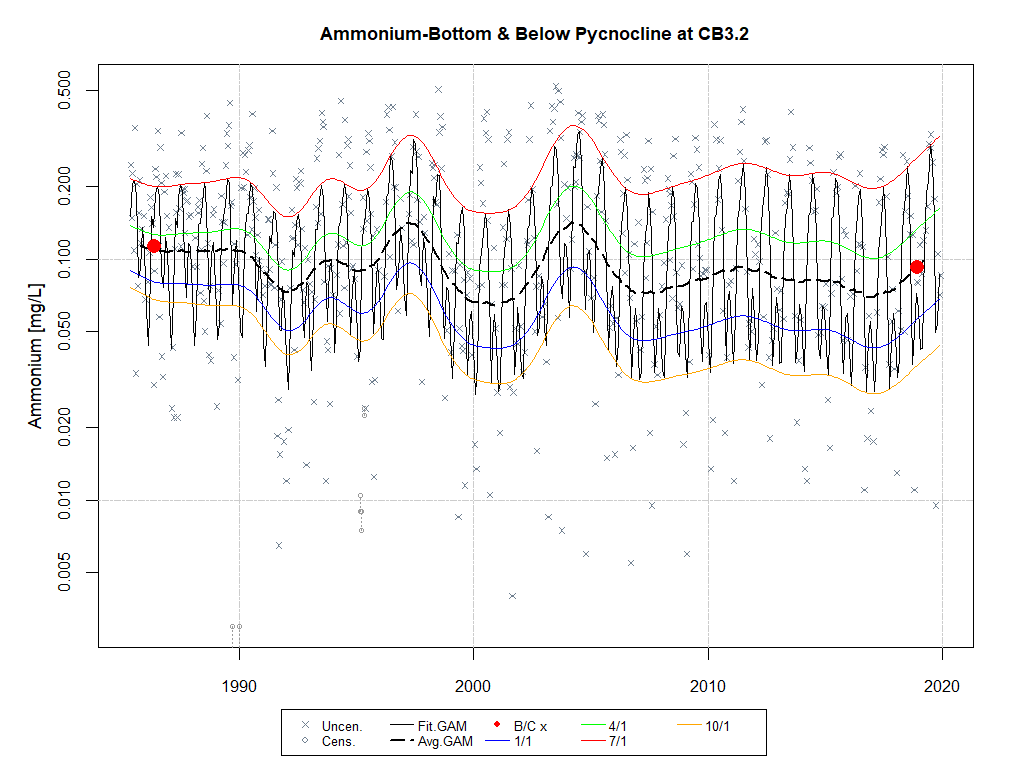 Ammonium-Bottom & Below Pycnocline at CB3.2
Ammonium [mg/L]
0.500
0.200
0.100
0.050
0.020
0.010
0.005
1990 2000 2010 2020
Uncen. Fit.GAM B/C x 4/1 10/1
Cens. Avg.GAM 1/1 7/1